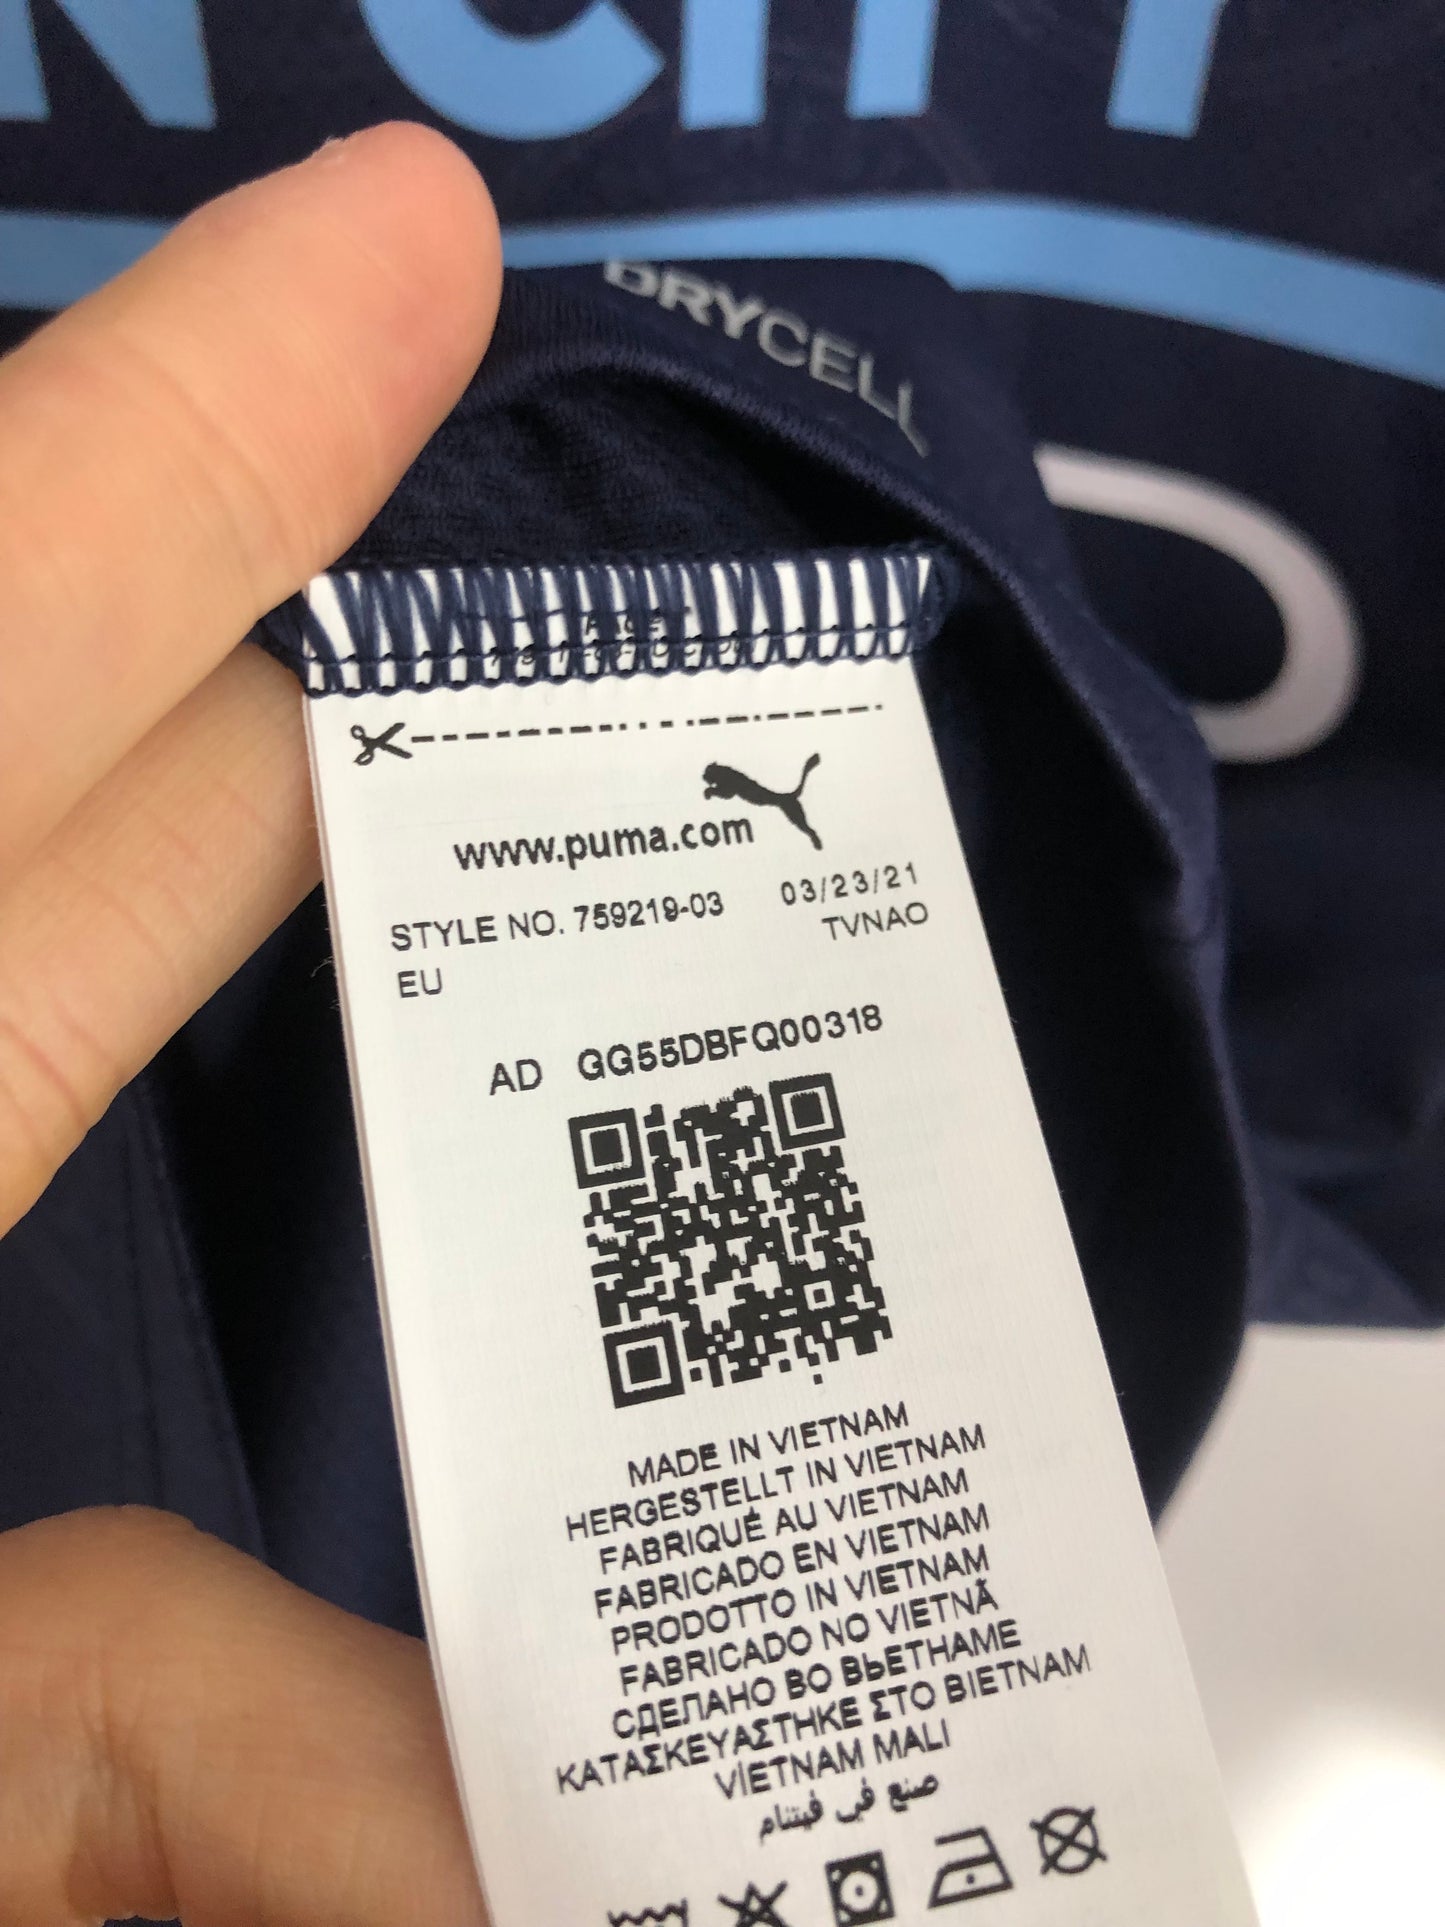 N CITY
DRYCELL
www.puma.com
STYLE NO. 759219-03 03/23/21
EU TVNAO
AD GG55DBFQ00318
MADE IN VIETNAM
HERGESTELLT IN VIETNAM
FABRIQUÉ AU VIETNAM
FABRICADO EN VIETNAM
PRODOTTO IN VIETNAM
FABRICADO NO VIETNÃ
СДЕЛАНО ВО ВЬЕТНАМЕ
ΚΑΤΑΣΚΕΥΑΣΤΗΚΕ ΣΤΟ ΒΙΕΤΝΑΜ
VİETNAM MALI
صنع في فيتنام